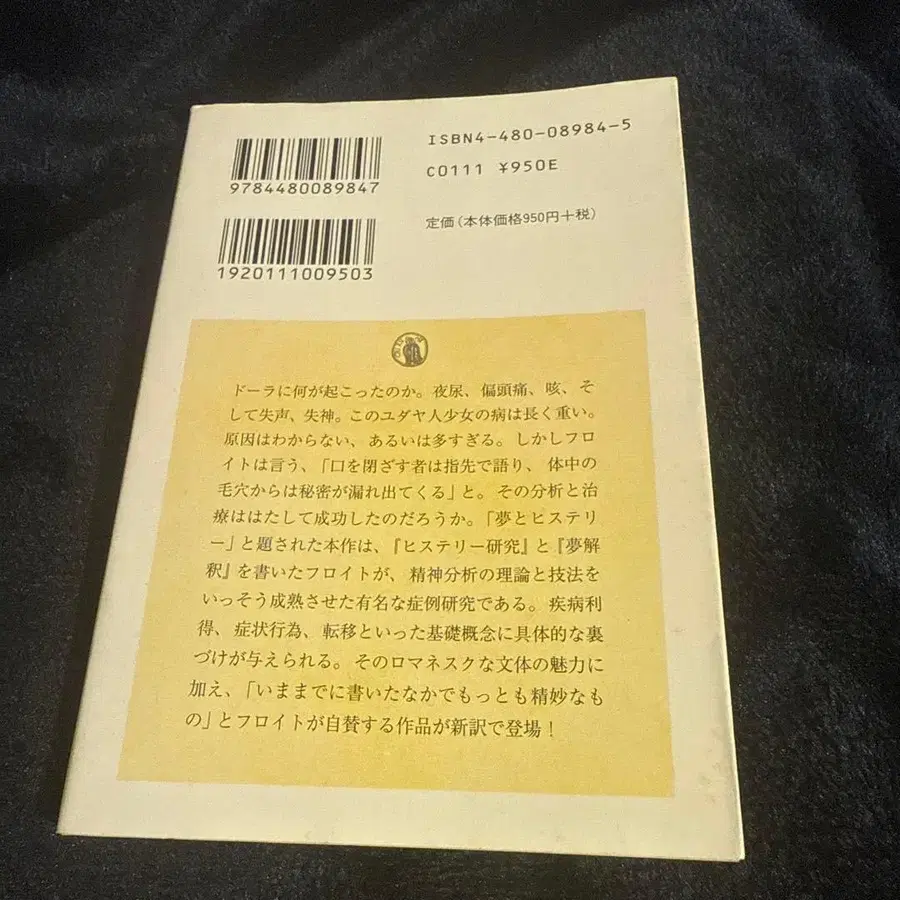 ISBN4-480-08984-5
C0111 ¥950E
定価(本体価格950円+税)
9784480089847
1920111009503
ドーラに何が起こったのか。夜尿、偏頭痛、咳、そ
して失声、失神。このユダヤ人少女の病は長く重い。
原因はわからない、あるいは多すぎる。しかしフロ
イトは言う、「口を閉ざす者は指先で語り、体中の
毛穴からは秘密が漏れ出てくる」と。その分析と治
療ははたして成功したのだろうか。「夢とヒステリ
ー」と題された本作は、『ヒステリー研究』と『夢解
釈』を書いたフロイトが、精神分析の理論と技法を
いっそう成熟させた有名な症例研究である。疾病利
得、症状行為、転移といった基礎概念に具体的な裏
づけが与えられる。そのロマネスクな文体の魅力に
加え、「いままでに書いたなかでもっとも精妙なも
の」とフロイトが自賛する作品が新訳で登場!